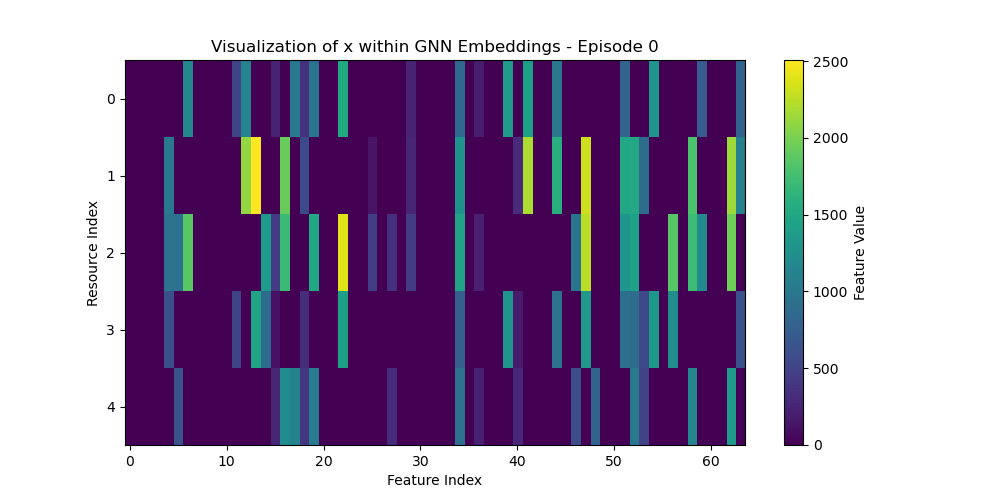 Visualization of x within GNN Embeddings - Episode 0
Resource Index
0
1
2
3
4
0 10 20 30 40 50 60
Feature Index
2500
2000
1500
1000
500
0
Feature Value